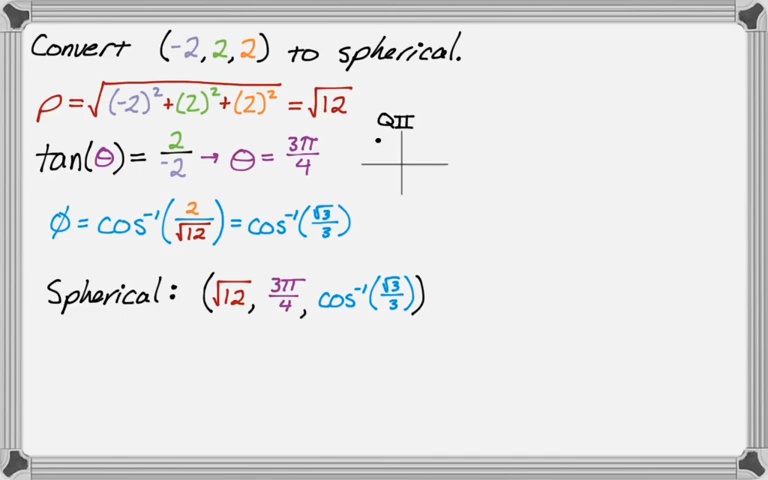 Convert (-2, 2, 2) to spherical.
ρ = √((-2)² + (2)² + (2)²) = √12
QII
tan(θ) = 2/-2 → θ = 3π/4
ϕ = cos⁻¹(2/√12) = cos⁻¹(√3/3)
Spherical: (√12, 3π/4, cos⁻¹(√3/3))